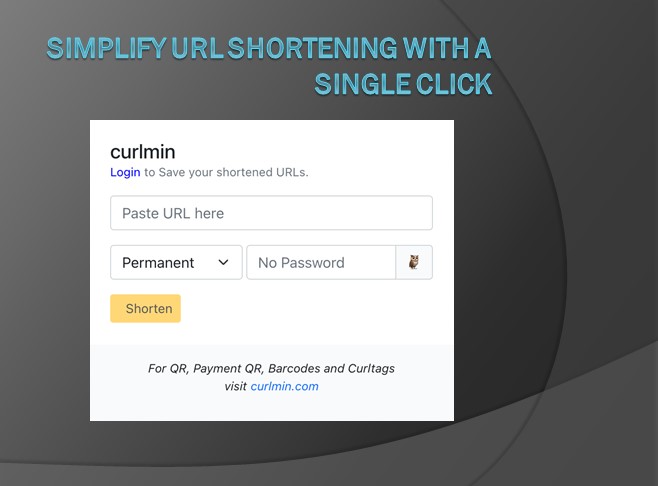 SIMPLIFY URL SHORTENING WITH A
SINGLE CLICK
curlmin
Login to Save your shortened URLs.
Paste URL here
Permanent
No Password
Shorten
For QR, Payment QR, Barcodes and Curltags
visit curlmin.com